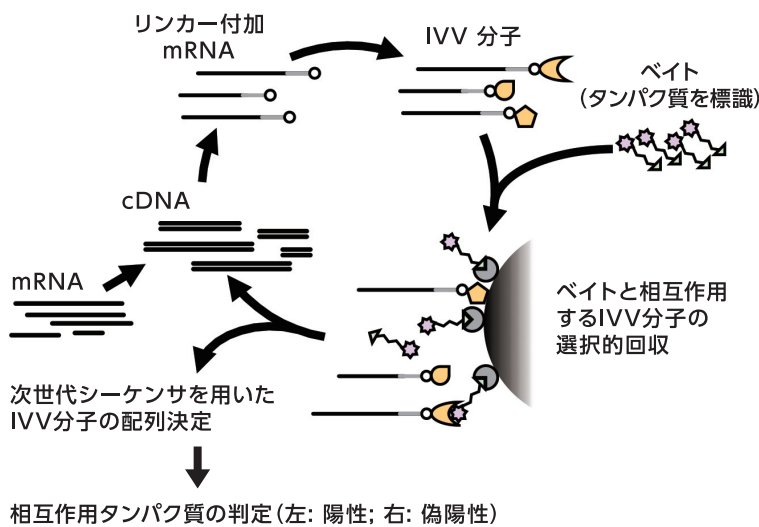 リンカー付加
mRNA
IVV 分子
ベイト
（タンパク質を標識）
cDNA
mRNA
ベイトと相互作用
するIVV分子の
選択的回収
次世代シーケンサを用いた
IVV分子の配列決定
相互作用タンパク質の判定（左: 陽性; 右: 偽陽性）